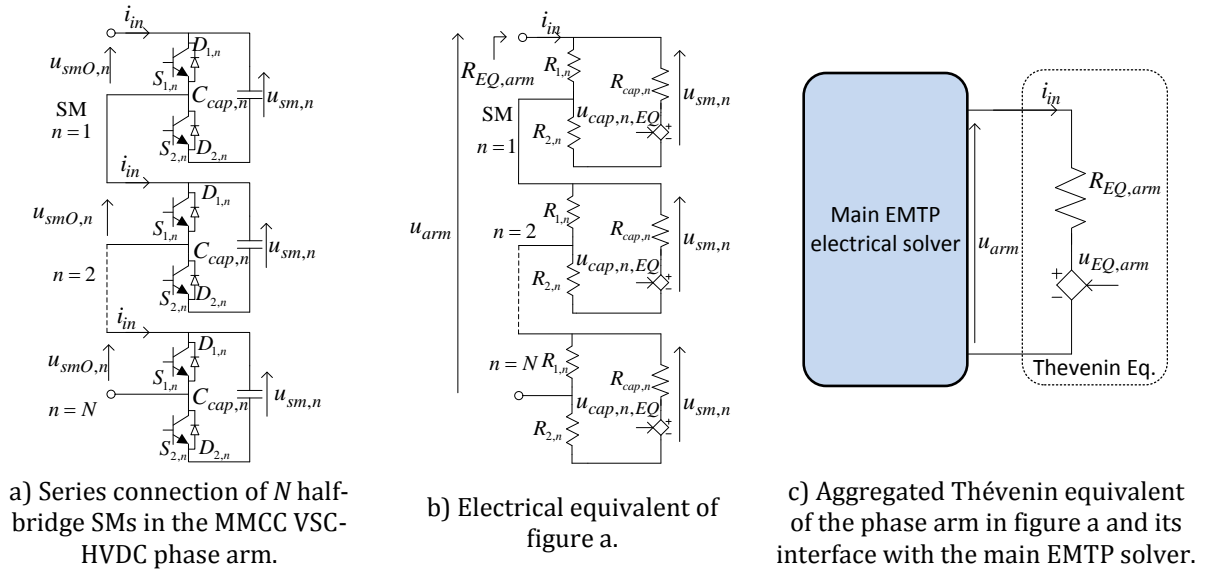 i_in
D_1,n
u_smO,n
S_1,n
C_cap,n
u_sm,n
SM
n=1
S_2,n D_2,n
i_in
D_1,n
u_smO,n
S_1,n
C_cap,n
u_sm,n
n=2
S_2,n D_2,n
i_in
D_1,n
u_smO,n
S_1,n
C_cap,n
u_sm,n
n=N
S_2,n D_2,n
a) Series connection of N half-
bridge SMs in the MMCC VSC-
HVDC phase arm.
i_in
R_EQ,arm
R_1,n
R_cap,n
u_sm,n
SM
n=1
u_cap,n,EQ
+
-
R_2,n
u_arm
R_1,n
R_cap,n
u_sm,n
n=2
u_cap,n,EQ
+
-
R_2,n
n=N
R_1,n
R_cap,n
u_cap,n,EQ
u_sm,n
+
-
R_2,n
b) Electrical equivalent of
figure a.
Main EMTP
electrical solver
i_in
R_EQ,arm
u_arm
u_EQ,arm
+
-
Thevenin Eq.
c) Aggregated Thévenin equivalent
of the phase arm in figure a and its
interface with the main EMTP solver.